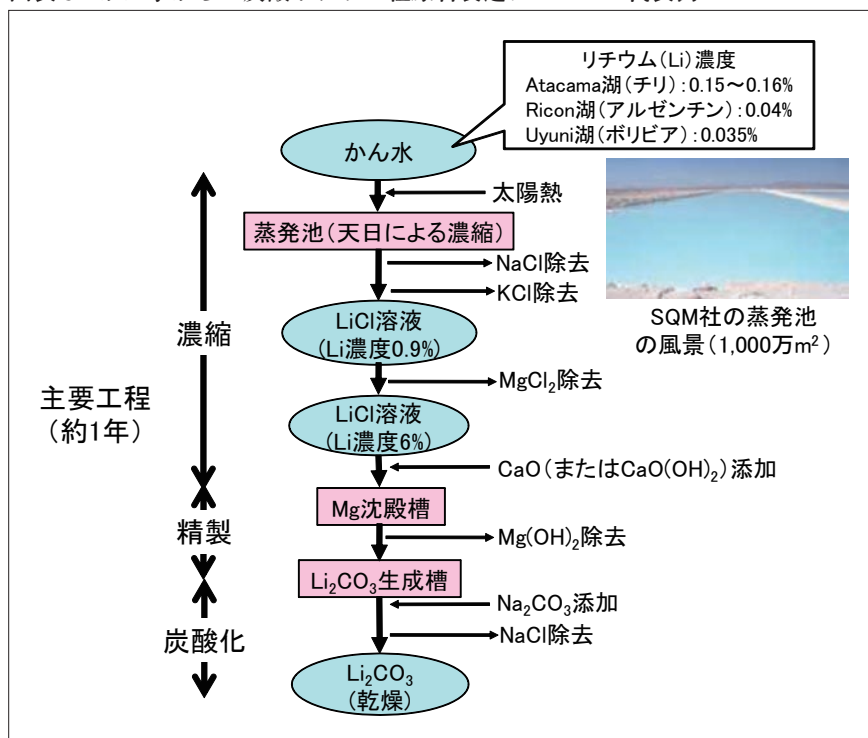 リチウム(Li)濃度
Atacama湖(チリ):0.15～0.16%
Ricon湖(アルゼンチン):0.04%
Uyuni湖(ボリビア):0.035%
かん水
太陽熱
蒸発池(天日による濃縮)
NaCl除去
KCl除去
SQM社の蒸発池
の風景(1,000万m²)
LiCl溶液
(Li濃度0.9%)
濃縮
MgCl₂除去
主要工程
(約1年)
LiCl溶液
(Li濃度6%)
CaO(またはCaO(OH)₂)添加
Mg沈殿槽
精製
Mg(OH)₂除去
Li₂CO₃生成槽
Na₂CO₃添加
NaCl除去
炭酸化
Li₂CO₃
(乾燥)